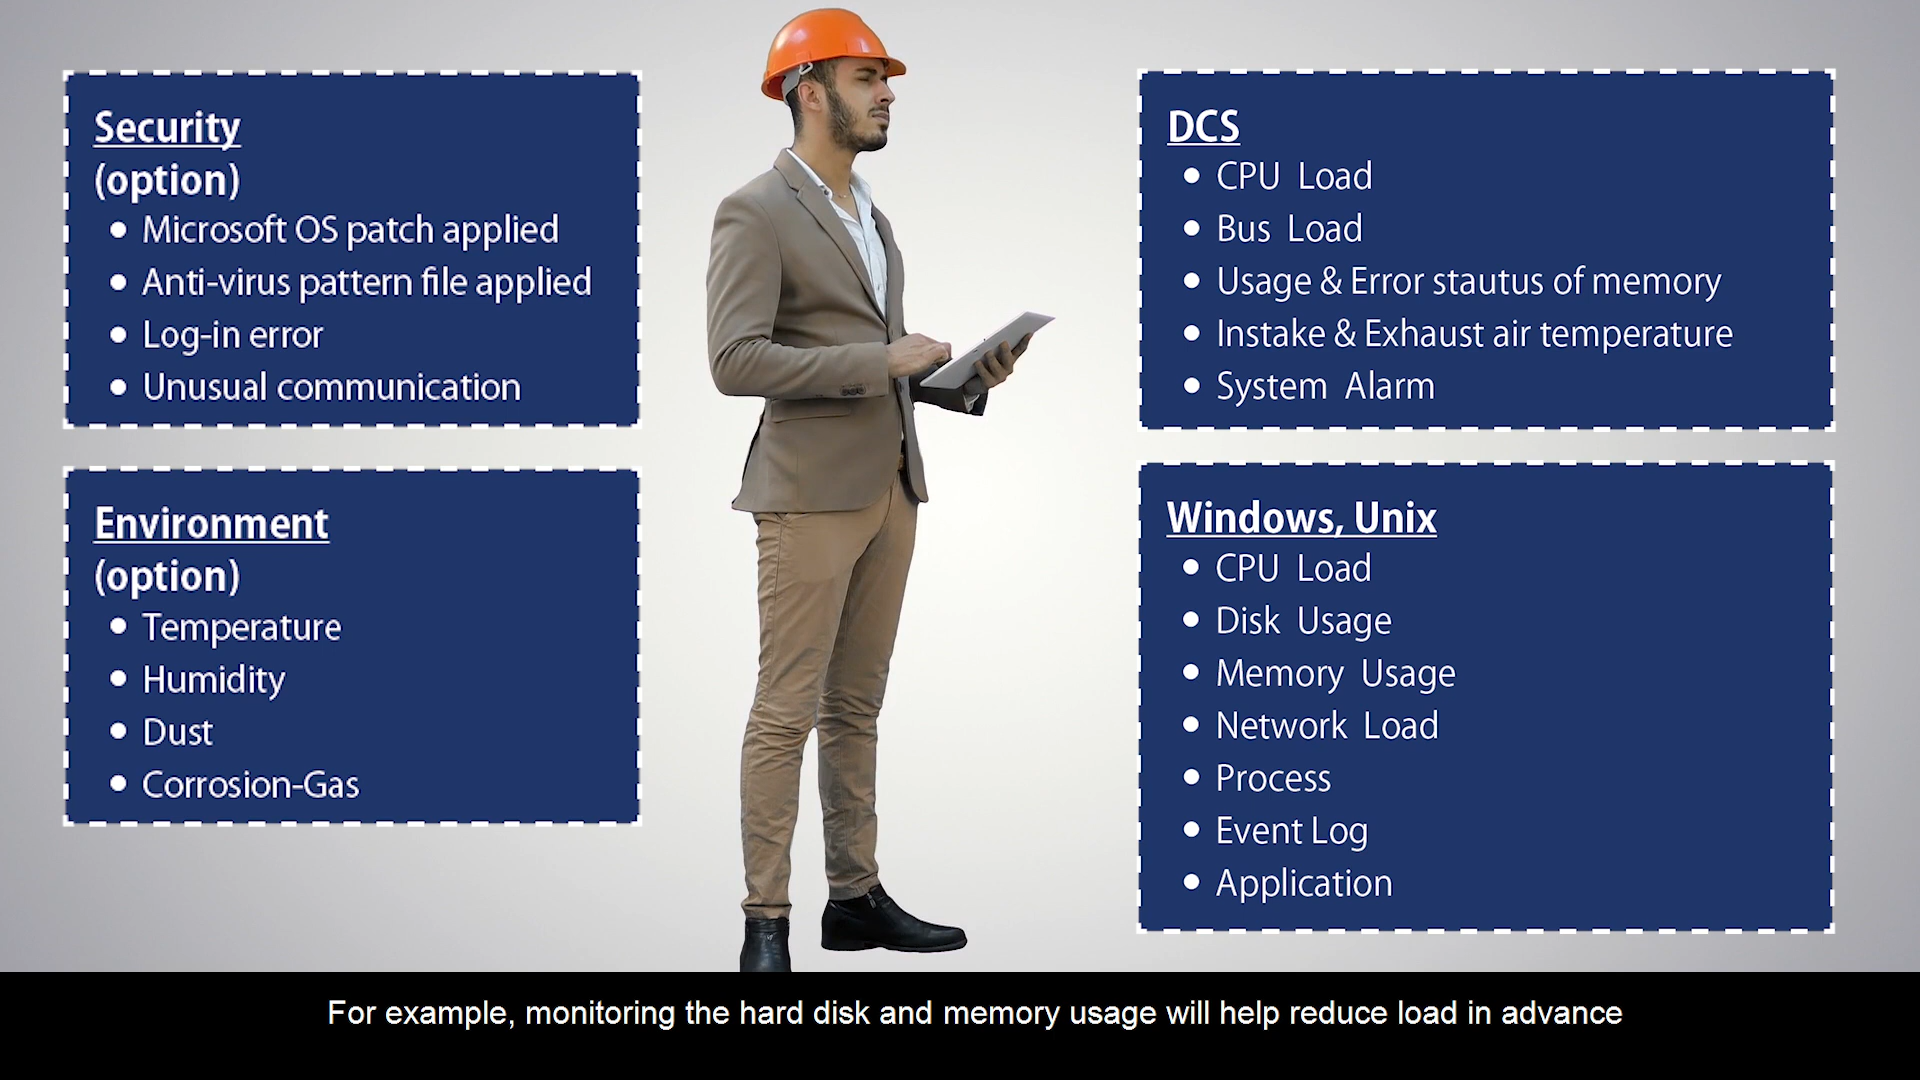 Security
(option)
• Microsoft OS patch applied
• Anti-virus pattern file applied
• Log-in error
• Unusual communication
Environment
(option)
• Temperature
• Humidity
• Dust
• Corrosion-Gas
DCS
• CPU Load
• Bus Load
• Usage & Error stautus of memory
• Instake & Exhaust air temperature
• System Alarm
Windows, Unix
• CPU Load
• Disk Usage
• Memory Usage
• Network Load
• Process
• Event Log
• Application
For example, monitoring the hard disk and memory usage will help reduce load in advance